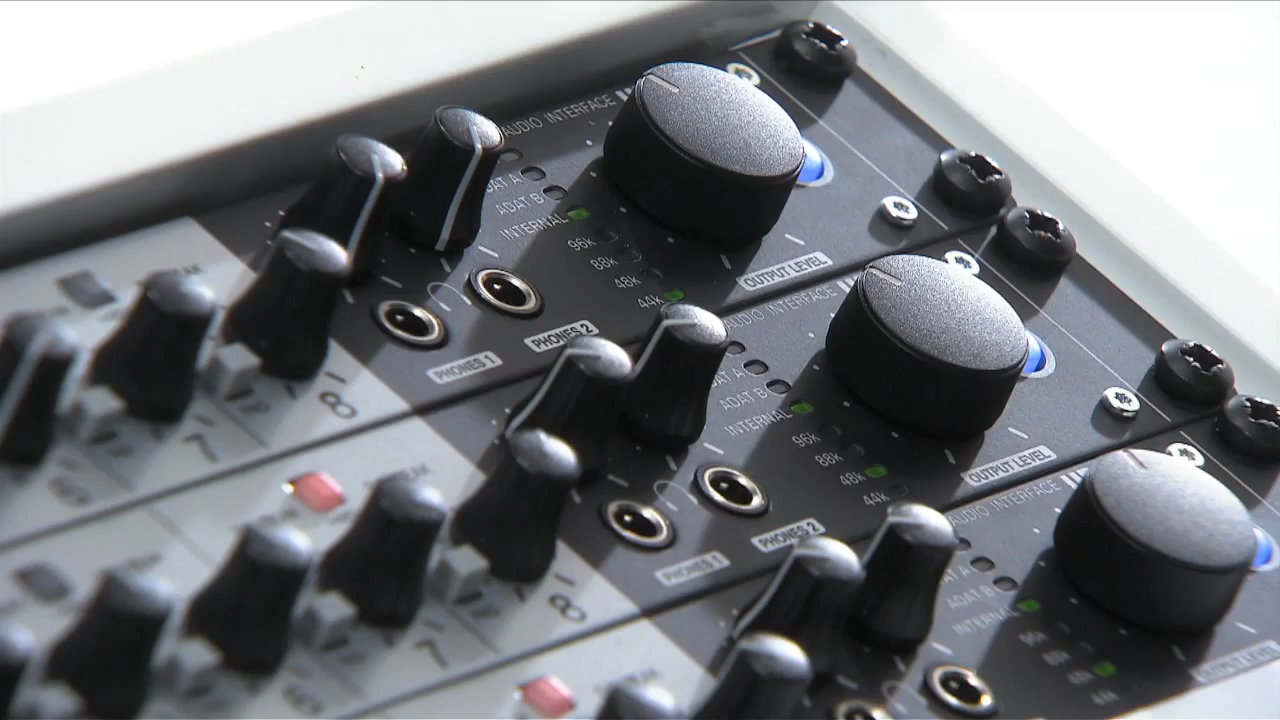 AUDIO INTERFACE
ADAT A
ADAT B
INTERNAL
96k
88k
48k
44k
OUTPUT LEVEL
PHONES 1
PHONES 2
8
7
AUDIO INTERFACE
ADAT A
ADAT B
INTERNAL
96k
88k
48k
44k
OUTPUT LEVEL
PHONES 1
PHONES 2
8
7
AUDIO INTERFACE
ADAT A
ADAT B
INTERNAL